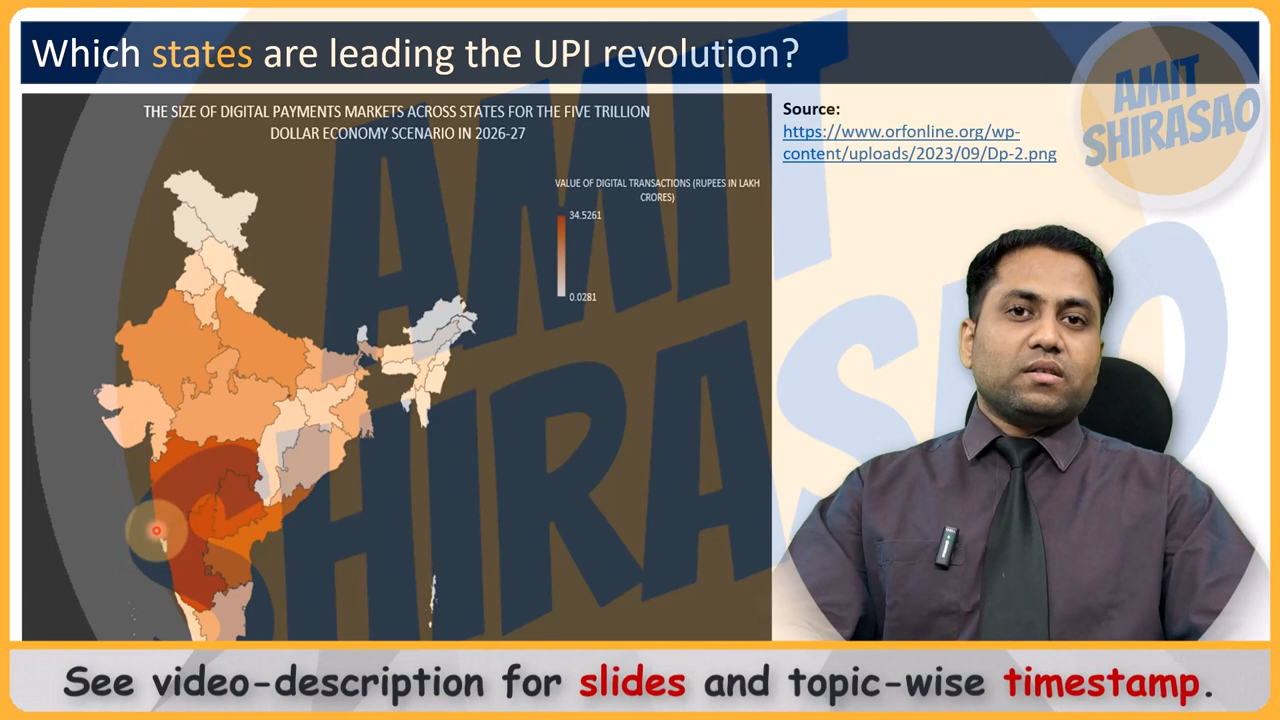 Which states are leading the UPI revolution?
AMIT
SHIRASAO
THE SIZE OF DIGITAL PAYMENTS MARKETS ACROSS STATES FOR THE FIVE TRILLION
DOLLAR ECONOMY SCENARIO IN 2026-27
Source:
https://www.orfonline.org/wp-
content/uploads/2023/09/Dp-2.png
VALUE OF DIGITAL TRANSACTIONS (RUPEES IN LAKH
CRORES)
34.5261
0.0281
AMIT
SHIRASAO
See video-description for slides and topic-wise timestamp.